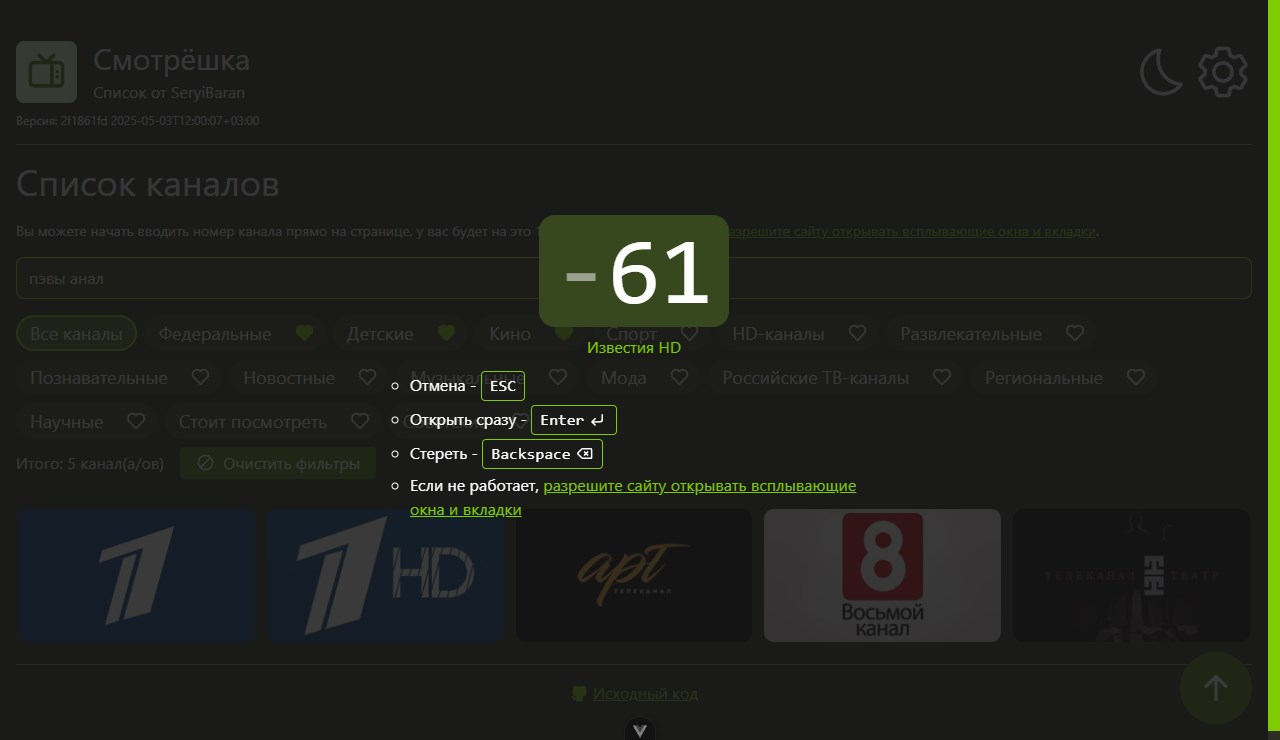 Смотрёшка
Список от SeryiBaran
Версия: 2f1861fd 2025-05-03T12:00:07+03:00
Список каналов
Вы можете начать вводить номер канала прямо на странице, у вас будет на это
разрешите сайту открывать всплывающие окна и вкладки.
-61
пэвы анал
Все каналы Федеральные Детские Кино Спорт HD-каналы Развлекательные
Известия HD
Познавательные Новостные Музыкальные Мода Российские ТВ-каналы Региональные
Отмена - ESC
Открыть сразу - Enter
Научные Стоит посмотреть
Стереть - Backspace
Итого: 5 канал(а/ов) Очистить фильтры
Если не работает, разрешите сайту открывать всплывающие
окна и вкладки
1
1 HD
арт
ТЕЛЕКАНАЛ
8
Восьмой
канал
ТЕЛЕКАНАЛ ТЕАТР
Исходный код